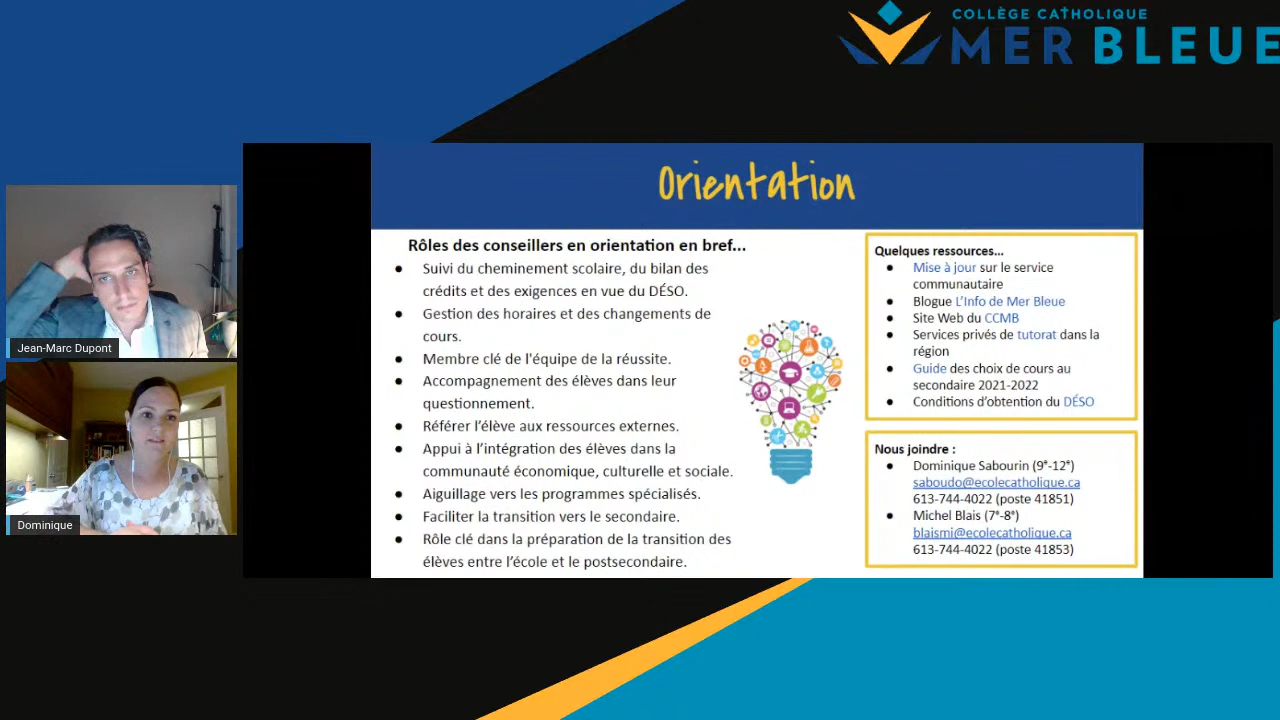 COLLÈGE CATHOLIQUE
MER BLEUE
Orientation
Rôles des conseillers en orientation en bref...
● Suivi du cheminement scolaire, du bilan des
crédits et des exigences en vue du DÉSO.
● Gestion des horaires et des changements de
cours.
● Membre clé de l'équipe de la réussite.
● Accompagnement des élèves dans leur
questionnement.
● Référer l'élève aux ressources externes.
● Appui à l'intégration des élèves dans la
communauté économique, culturelle et sociale.
● Aiguillage vers les programmes spécialisés.
● Faciliter la transition vers le secondaire.
● Rôle clé dans la préparation de la transition des
élèves entre l'école et le postsecondaire.
Quelques ressources...
● Mise à jour sur le service
communautaire
● Blogue L'Info de Mer Bleue
● Site Web du CCMB
● Services privés de tutorat dans la
région
● Guide des choix de cours au
secondaire 2021-2022
● Conditions d'obtention du DÉSO
Nous joindre :
● Dominique Sabourin (9ᵉ-12ᵉ)
saboudo@ecolecatholique.ca
613-744-4022 (poste 41851)
● Michel Blais (7ᵉ-8ᵉ)
blaismi@ecolecatholique.ca
613-744-4022 (poste 41853)
Jean-Marc Dupont
Dominique